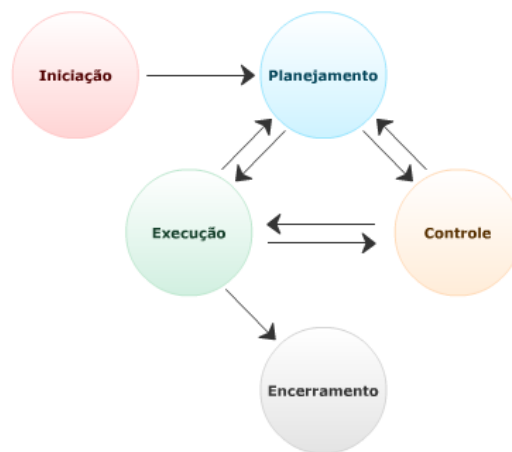 Iniciação
Planejamento
Execução
Controle
Encerramento